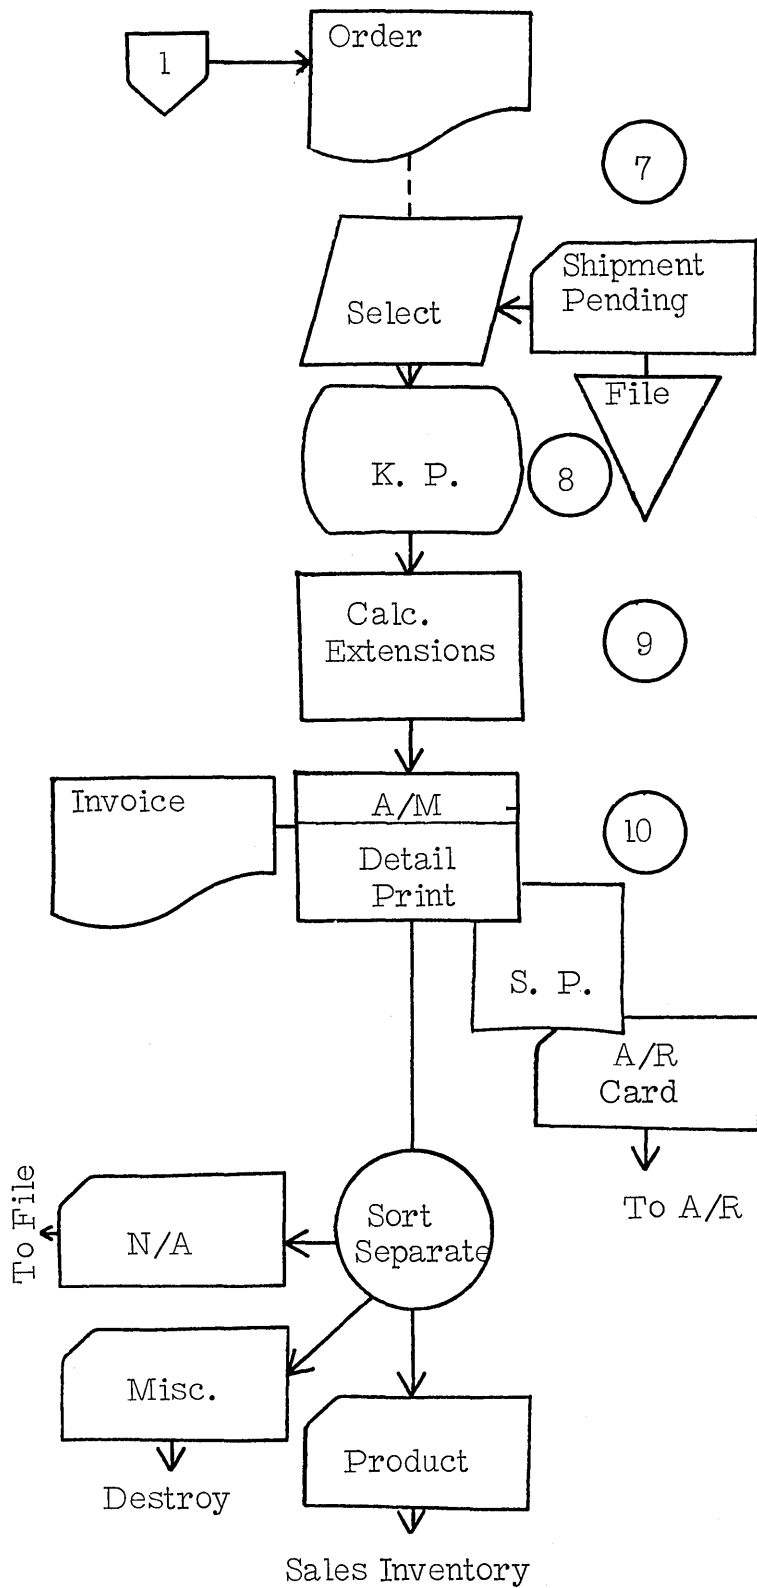 1
Order
7
Shipment
Pending
Select
File
K. P.
8
Calc.
Extensions
9
Invoice
A/M
10
Detail
Print
S. P.
A/R
Card
To A/R
To File
N/A
Sort
Separate
Misc.
Destroy
Product
Sales Inventory